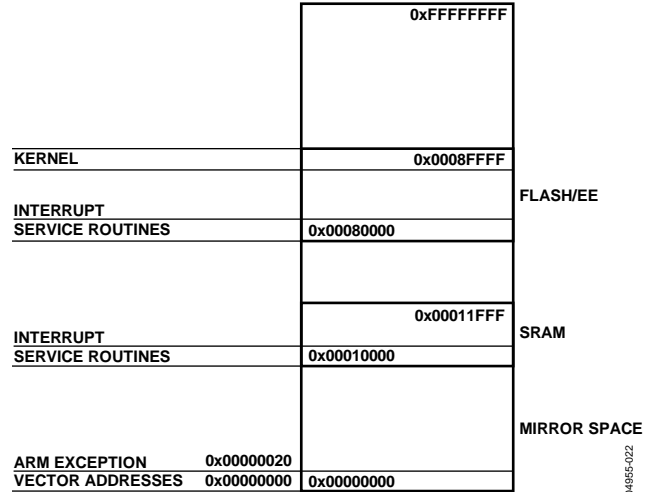 0xFFFFFFFF
KERNEL 0x0008FFFF
FLASH/EE
INTERRUPT
SERVICE ROUTINES 0x00080000
0x00011FFF
SRAM
INTERRUPT
SERVICE ROUTINES 0x00010000
MIRROR SPACE
ARM EXCEPTION 0x00000020
VECTOR ADDRESSES 0x00000000 0x00000000
04955-022